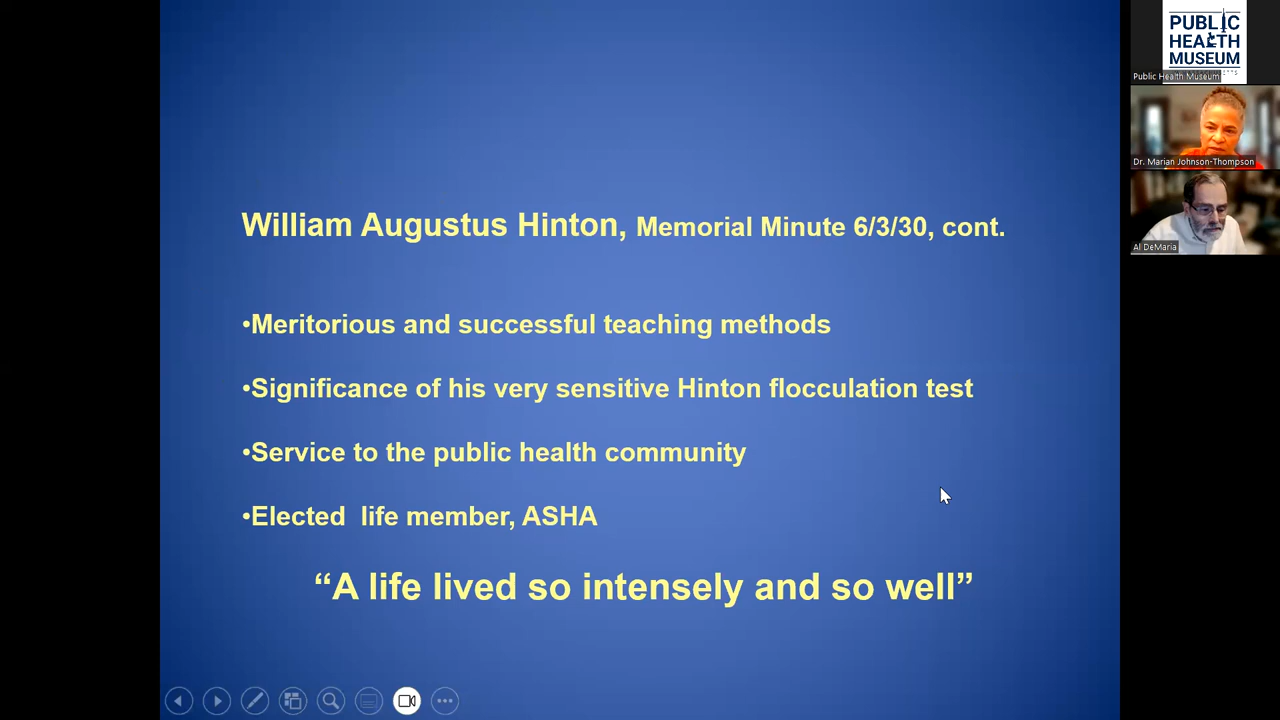 William Augustus Hinton, Memorial Minute 6/3/30, cont.
•Meritorious and successful teaching methods
•Significance of his very sensitive Hinton flocculation test
•Service to the public health community
•Elected  life member, ASHA
“A life lived so intensely and so well”
PUBLIC
HEALTH
MUSEUM
Public Health Museum
Dr. Marian Johnson-Thompson
Al DeMaria